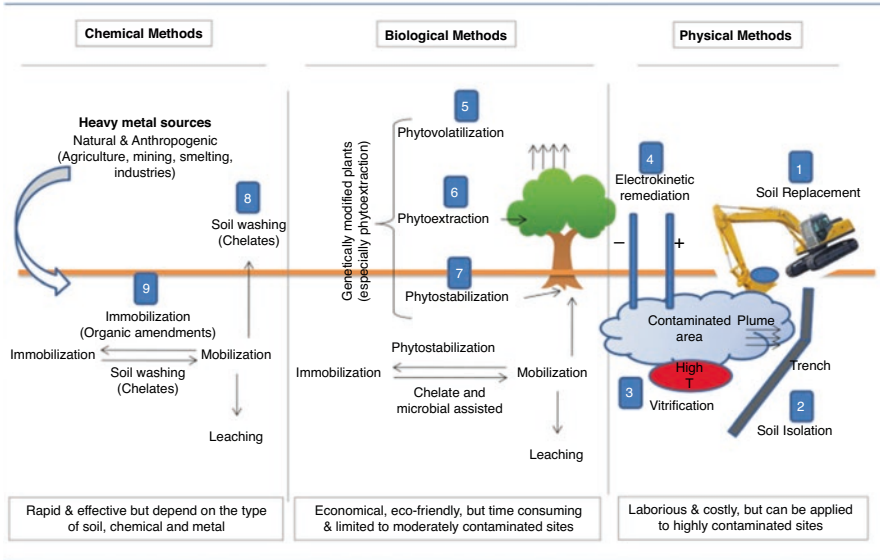 Chemical Methods
Heavy metal sources
Natural & Anthropogenic
(Agriculture, mining, smelting,
industries)
8
Soil washing
(Chelates)
9
Immobilization
(Organic amendments)
Immobilization
Mobilization
Soil washing
(Chelates)
Leaching
Rapid & effective but depend on the type
of soil, chemical and metal
Biological Methods
Genetically modified plants
(especially phytoextraction)
5
Phytovolatilization
6
Phytoextraction
7
Phytostabilization
Phytostabilization
Immobilization
Mobilization
Chelate and
microbial assisted
Leaching
Economical, eco-friendly, but time consuming
& limited to moderately contaminated sites
Physical Methods
4
Electrokinetic
remediation
1
Soil Replacement
− +
Contaminated
area
Plume
High
T
Trench
3
Vitrification
2
Soil Isolation
Laborious & costly, but can be applied
to highly contaminated sites